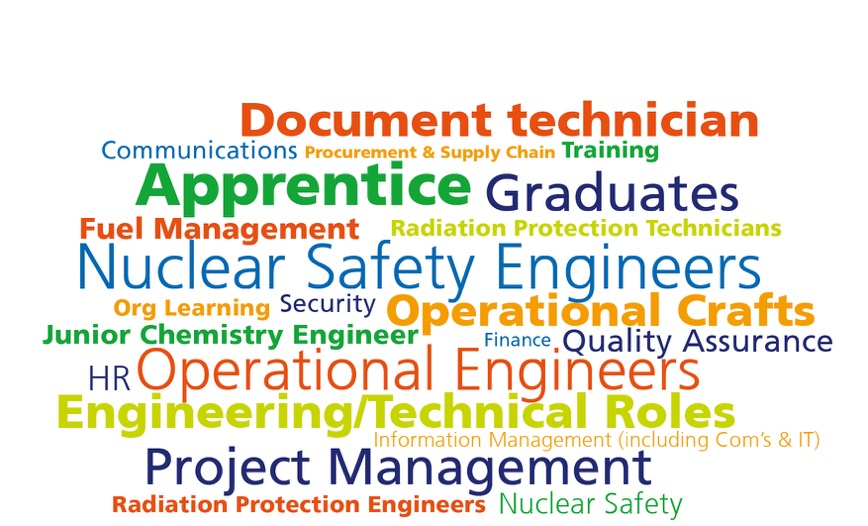 Document technician
Communications Procurement & Supply Chain Training
Apprentice Graduates
Fuel Management Radiation Protection Technicians
Nuclear Safety Engineers
Org Learning Security Operational Crafts
Junior Chemistry Engineer Finance Quality Assurance
HR Operational Engineers
Engineering/Technical Roles
Information Management (including Com's & IT)
Project Management
Radiation Protection Engineers Nuclear Safety